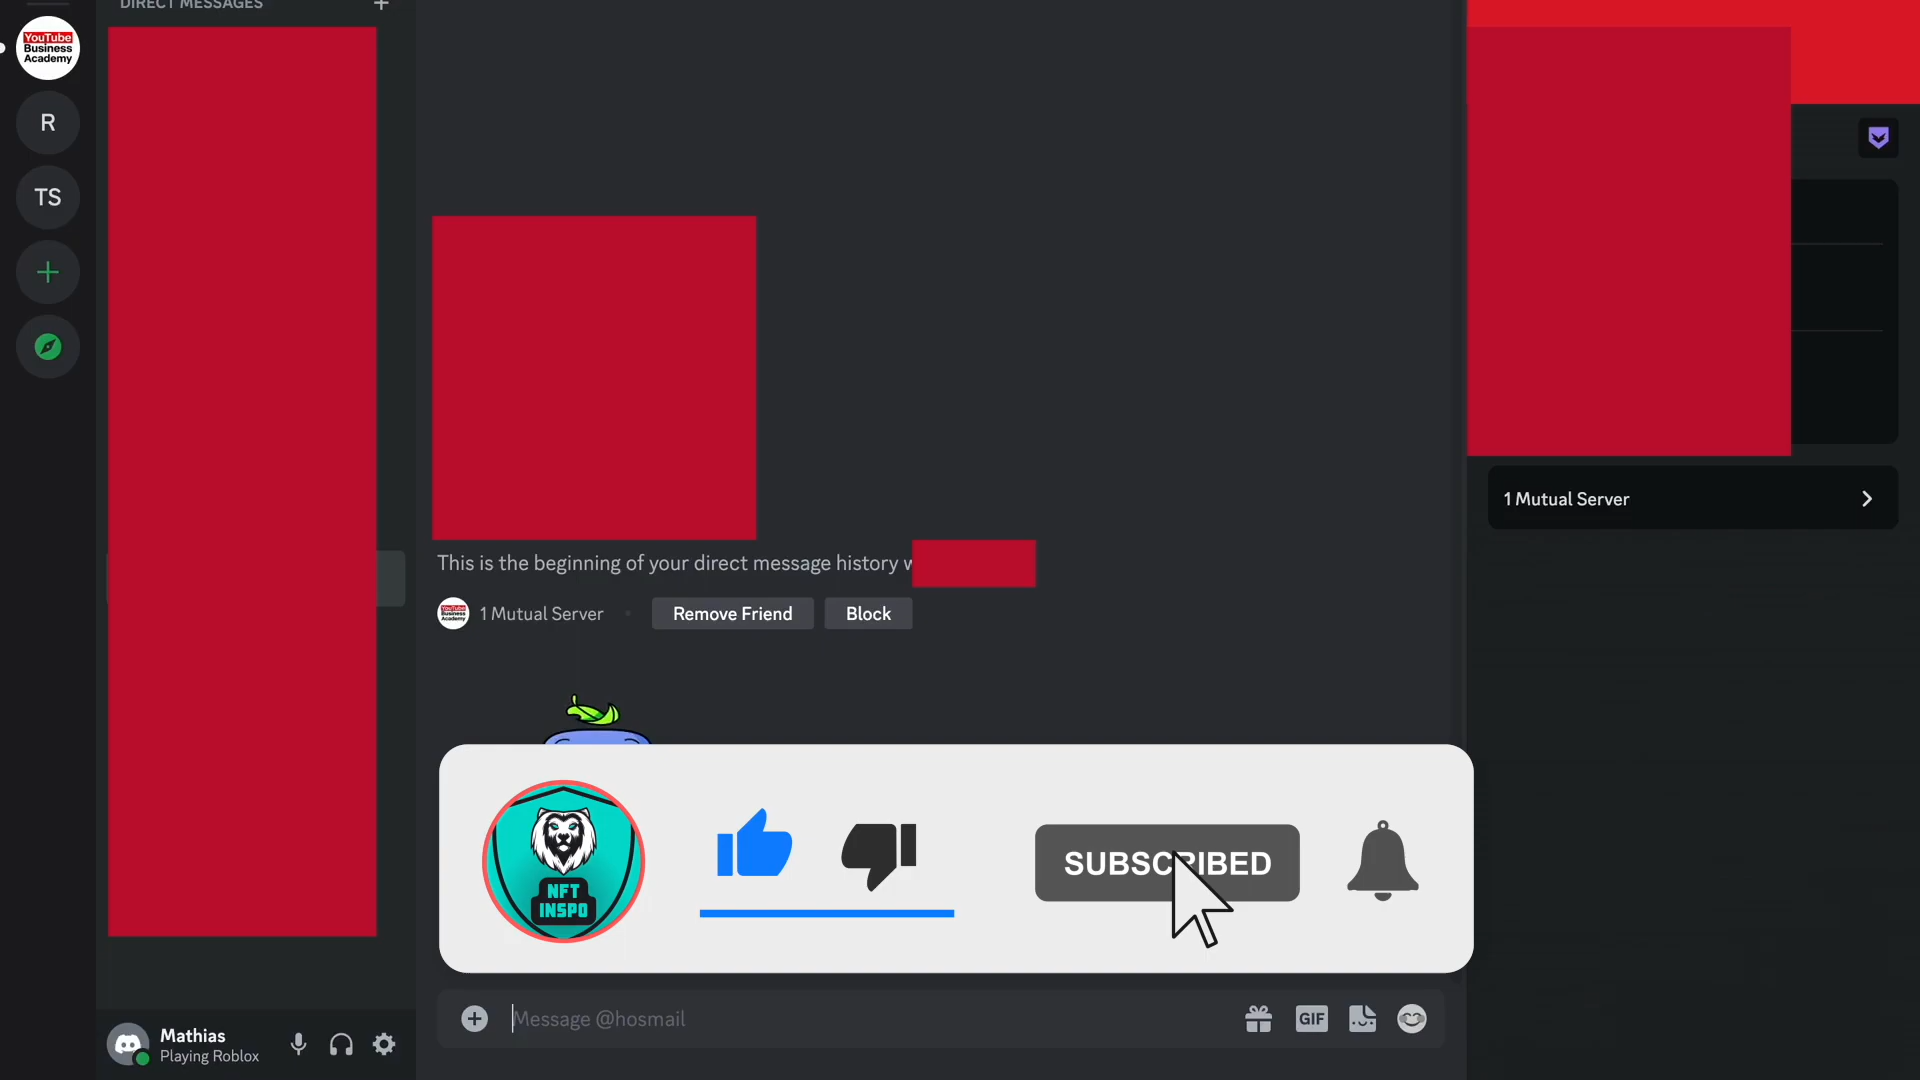 DIRECT MESSAGES
YouTube
Business
Academy
R
TS
This is the beginning of your direct message history w
1 Mutual Server
Remove Friend
Block
1 Mutual Server
NFT
INSPO
SUBSCRIBED
Message @hosmail
GIF
Mathias
Playing Roblox